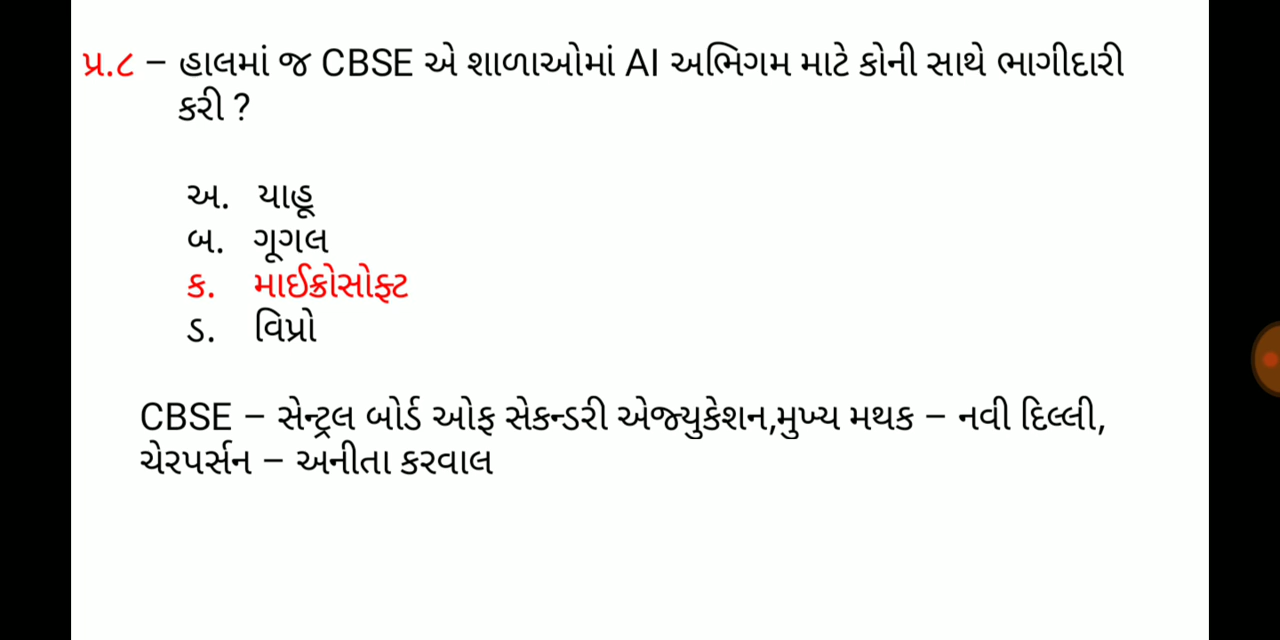 પ્ર.૮ – હાલમાં જ CBSE એ શાળાઓમાં AI અભિગમ માટે કોની સાથે ભાગીદારી
કરી ?
અ. યાહૂ
બ. ગૂગલ
ક. માઈક્રોસોફ્ટ
ડ. વિપ્રો
CBSE – સેન્ટ્રલ બોર્ડ ઓફ સેકન્ડરી એજ્યુકેશન,મુખ્ય મથક – નવી દિલ્લી,
ચેરપર્સન – અનીતા કરવાલ